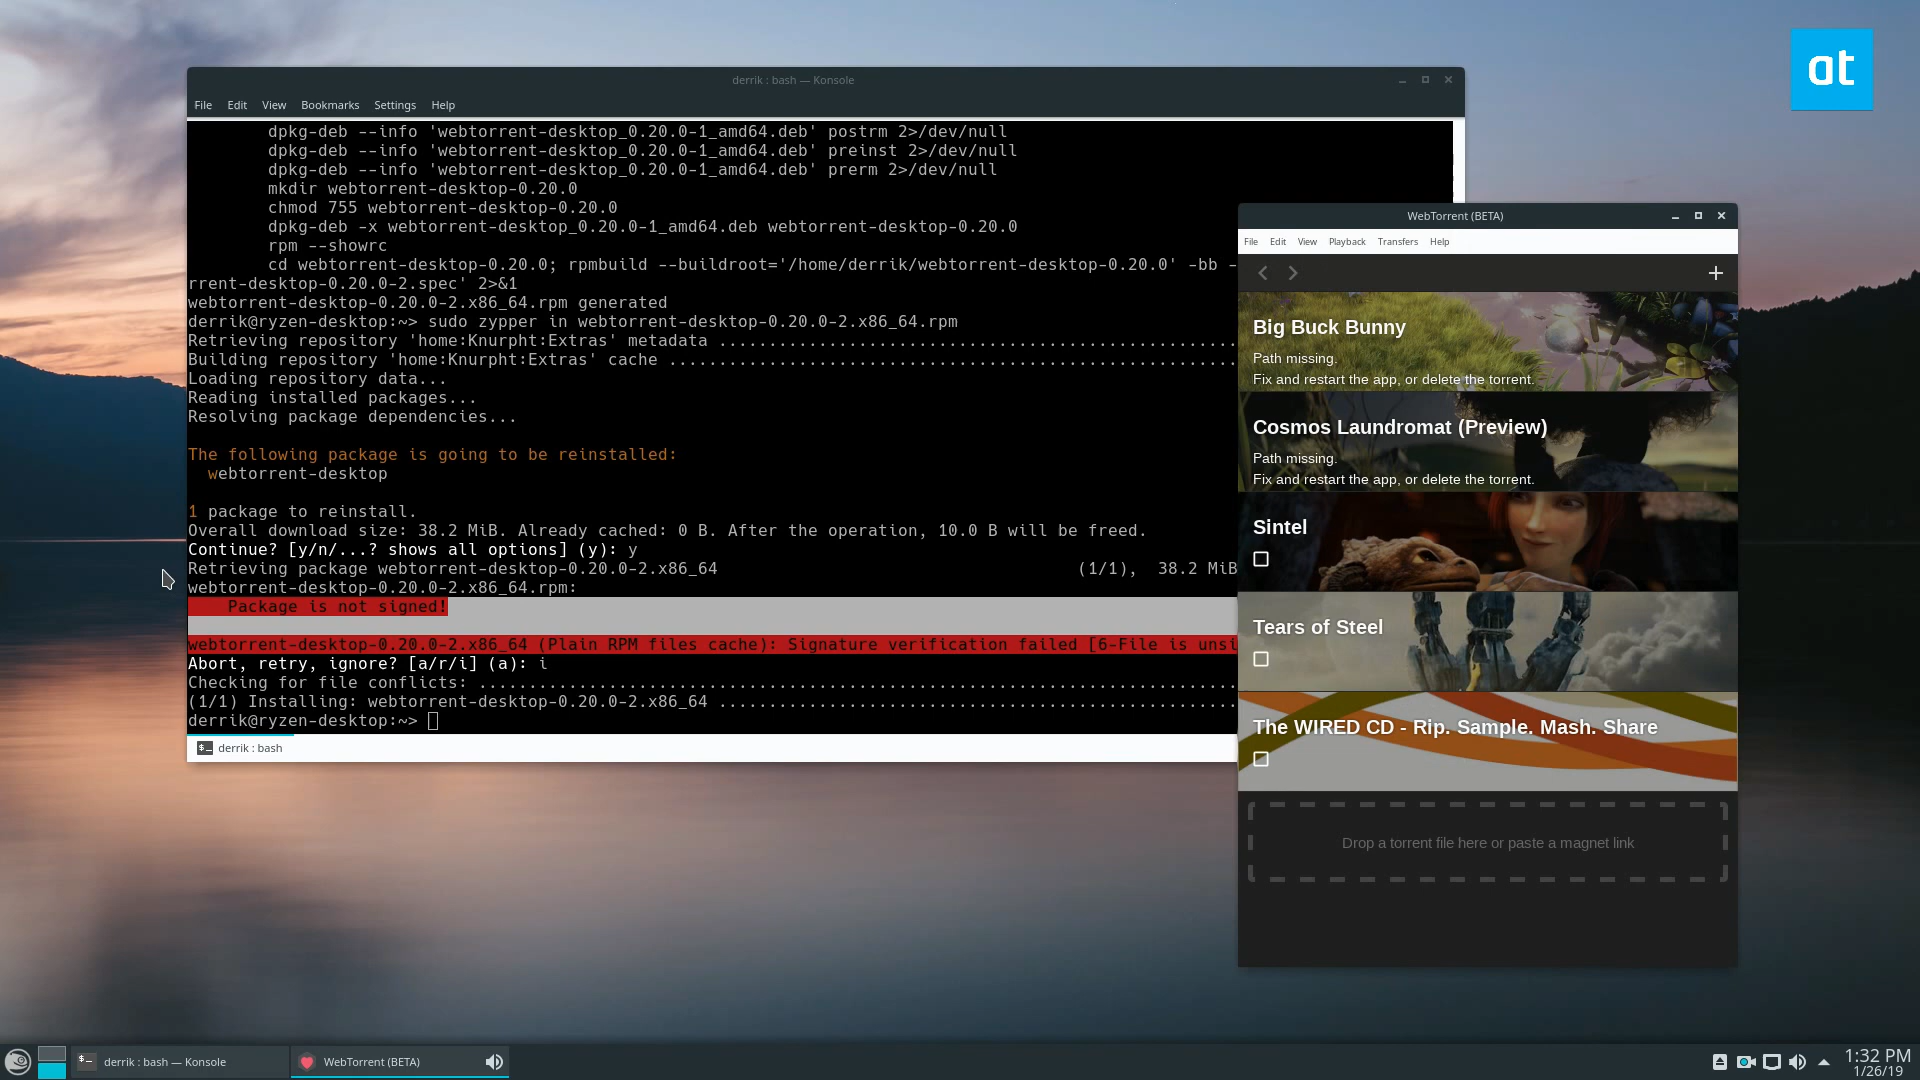 at
derrik : bash — Konsole
File Edit View Bookmarks Settings Help
dpkg-deb --info 'webtorrent-desktop_0.20.0-1_amd64.deb' postrm 2>/dev/null
dpkg-deb --info 'webtorrent-desktop_0.20.0-1_amd64.deb' preinst 2>/dev/null
dpkg-deb --info 'webtorrent-desktop_0.20.0-1_amd64.deb' prerm 2>/dev/null
mkdir webtorrent-desktop-0.20.0
chmod 755 webtorrent-desktop-0.20.0
dpkg-deb -x webtorrent-desktop_0.20.0-1_amd64.deb webtorrent-desktop-0.20.0
rpm --showrc
cd webtorrent-desktop-0.20.0; rpmbuild --buildroot='/home/derrik/webtorrent-desktop-0.20.0' -bb -
rrent-desktop-0.20.0-2.spec' 2>&1
webtorrent-desktop-0.20.0-2.x86_64.rpm generated
derrik@ryzen-desktop:~> sudo zypper in webtorrent-desktop-0.20.0-2.x86_64.rpm
Retrieving repository 'home:Knurpht:Extras' metadata ....................................................
Building repository 'home:Knurpht:Extras' cache .........................................................
Loading repository data...
Reading installed packages...
Resolving package dependencies...
The following package is going to be reinstalled:
webtorrent-desktop
1 package to reinstall.
Overall download size: 38.2 MiB. Already cached: 0 B. After the operation, 10.0 B will be freed.
Continue? [y/n/...? shows all options] (y): y
Retrieving package webtorrent-desktop-0.20.0-2.x86_64 (1/1), 38.2 MiB
webtorrent-desktop-0.20.0-2.x86_64.rpm:
Package is not signed!
webtorrent-desktop-0.20.0-2.x86_64 (Plain RPM files cache): Signature verification failed [6-File is unsi
Abort, retry, ignore? [a/r/i] (a): i
Checking for file conflicts: ............................................................................
(1/1) Installing: webtorrent-desktop-0.20.0-2.x86_64 ....................................................
derrik@ryzen-desktop:~>
derrik : bash
WebTorrent (BETA)
File Edit View Playback Transfers Help
Big Buck Bunny
Path missing.
Fix and restart the app, or delete the torrent.
Cosmos Laundromat (Preview)
Path missing.
Fix and restart the app, or delete the torrent.
Sintel
Tears of Steel
The WIRED CD - Rip. Sample. Mash. Share
Drop a torrent file here or paste a magnet link
derrik : bash — Konsole
WebTorrent (BETA)
1:32 PM
1/26/19